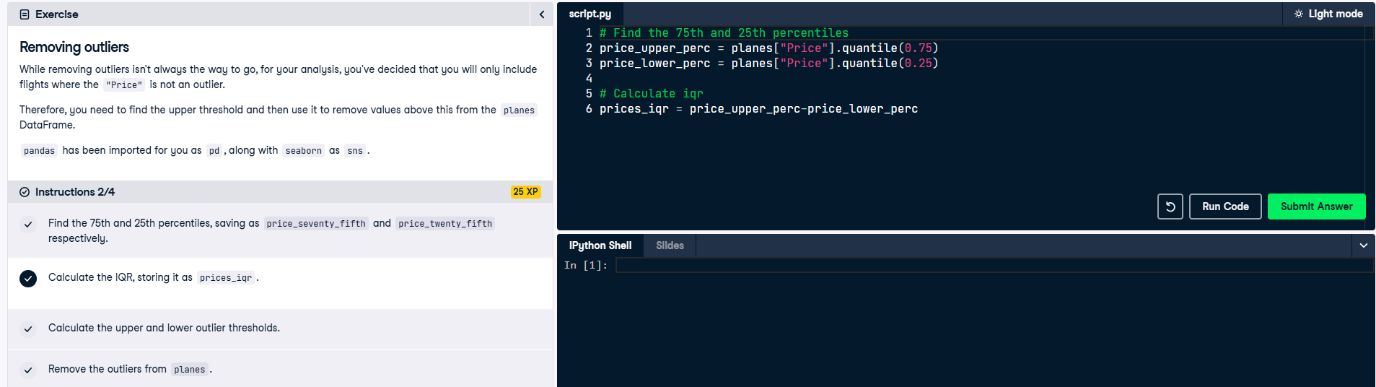 Exercise
Removing outliers
While removing outliers isn't always the way to go, for your analysis, you've decided that you will only include
flights where the "Price" is not an outlier.
Therefore, you need to find the upper threshold and then use it to remove values above this from the planes
DataFrame.
pandas has been imported for you as pd , along with seaborn as sns .
Instructions 2/4
25 XP
Find the 75th and 25th percentiles, saving as price_seventy_fifth and price_twenty_fifth
respectively.
Calculate the IQR, storing it as prices_iqr .
Calculate the upper and lower outlier thresholds.
Remove the outliers from planes .
script.py
Light mode
1 # Find the 75th and 25th percentiles
2 price_upper_perc = planes["Price"].quantile(0.75)
3 price_lower_perc = planes["Price"].quantile(0.25)
4
5 # Calculate iqr
6 prices_iqr = price_upper_perc-price_lower_perc
Run Code
Submit Answer
IPython Shell
Slides
In [1]: